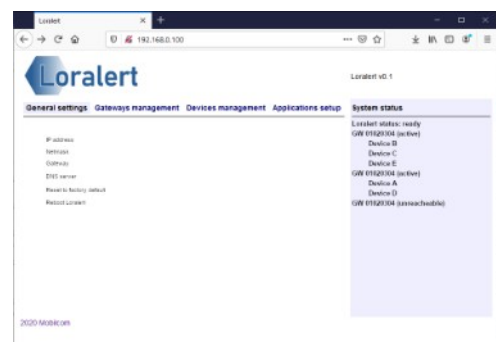 Loralert
192.168.0.100
Loralert
Loralert v0.1
General settings Gateways management Devices management Applications setup
System status
IP address
Netmask
Gateway
DNS server
Reset to factory default
Reboot Loralert
Loralert status: ready
GW 01020304 (active)
Device B
Device C
Device E
GW 01020304 (active)
Device A
Device D
GW 01020304 (unreacheable)
2020 Mobilcom